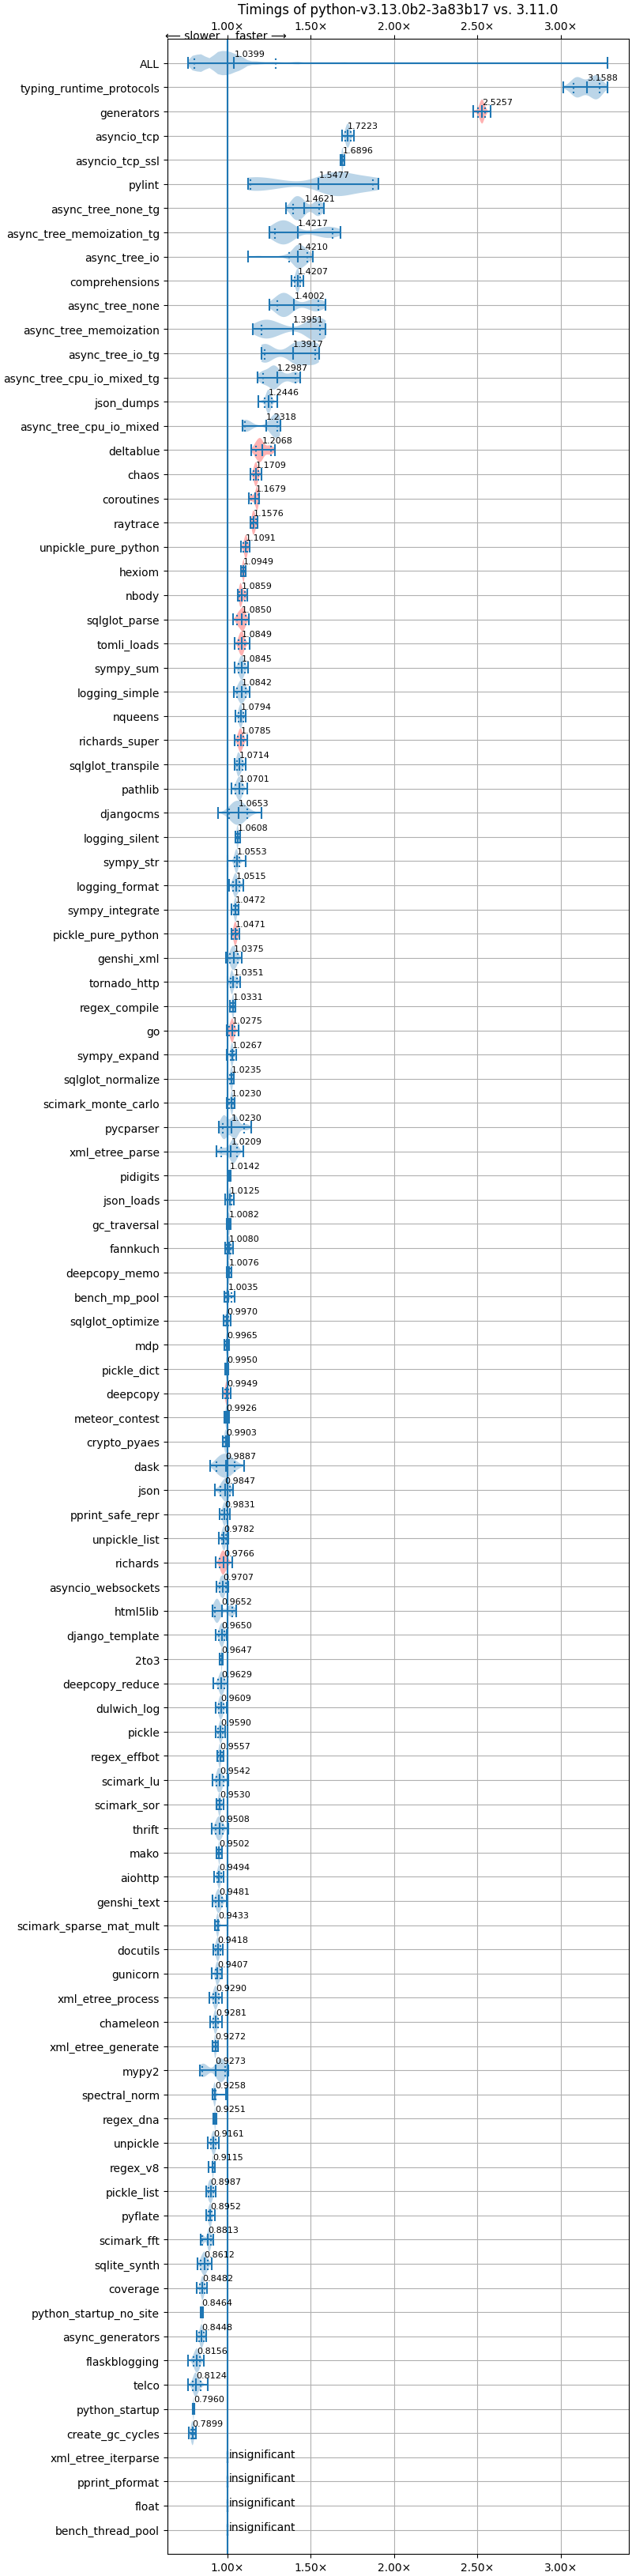 Timings of python-v3.13.0b2-3a83b17 vs. 3.11.0
1.00× 1.50× 2.00× 2.50× 3.00×
⟵ slower faster ⟶
ALL 1.0399
typing_runtime_protocols 3.1588
generators 2.5257
asyncio_tcp 1.7223
asyncio_tcp_ssl 1.6896
pylint 1.5477
async_tree_none_tg 1.4621
async_tree_memoization_tg 1.4217
async_tree_io 1.4210
comprehensions 1.4207
async_tree_none 1.4002
async_tree_memoization 1.3951
async_tree_io_tg 1.3917
async_tree_cpu_io_mixed_tg 1.2987
json_dumps 1.2446
async_tree_cpu_io_mixed 1.2318
deltablue 1.2068
chaos 1.1709
coroutines 1.1679
raytrace 1.1576
unpickle_pure_python 1.1091
hexiom 1.0949
nbody 1.0859
sqlglot_parse 1.0850
tomli_loads 1.0849
sympy_sum 1.0845
logging_simple 1.0842
nqueens 1.0794
richards_super 1.0785
sqlglot_transpile 1.0714
pathlib 1.0701
djangocms 1.0653
logging_silent 1.0608
sympy_str 1.0553
logging_format 1.0515
sympy_integrate 1.0472
pickle_pure_python 1.0471
genshi_xml 1.0375
tornado_http 1.0351
regex_compile 1.0331
go 1.0275
sympy_expand 1.0267
sqlglot_normalize 1.0235
scimark_monte_carlo 1.0230
pycparser 1.0230
xml_etree_parse 1.0209
pidigits 1.0142
json_loads 1.0125
gc_traversal 1.0082
fannkuch 1.0080
deepcopy_memo 1.0076
bench_mp_pool 1.0035
sqlglot_optimize 0.9970
mdp 0.9965
pickle_dict 0.9950
deepcopy 0.9949
meteor_contest 0.9926
crypto_pyaes 0.9903
dask 0.9887
json 0.9847
pprint_safe_repr 0.9831
unpickle_list 0.9782
richards 0.9766
asyncio_websockets 0.9707
html5lib 0.9652
django_template 0.9650
2to3 0.9647
deepcopy_reduce 0.9629
dulwich_log 0.9609
pickle 0.9590
regex_effbot 0.9557
scimark_lu 0.9542
scimark_sor 0.9530
thrift 0.9508
mako 0.9502
aiohttp 0.9494
genshi_text 0.9481
scimark_sparse_mat_mult 0.9433
docutils 0.9418
gunicorn 0.9407
xml_etree_process 0.9290
chameleon 0.9281
xml_etree_generate 0.9272
mypy2 0.9273
spectral_norm 0.9258
regex_dna 0.9251
unpickle 0.9161
regex_v8 0.9115
pickle_list 0.8987
pyflate 0.8952
scimark_fft 0.8813
sqlite_synth 0.8612
coverage 0.8482
python_startup_no_site 0.8464
async_generators 0.8448
flaskblogging 0.8156
telco 0.8124
python_startup 0.7960
create_gc_cycles 0.7899
xml_etree_iterparse insignificant
pprint_pformat insignificant
float insignificant
bench_thread_pool insignificant
1.00× 1.50× 2.00× 2.50× 3.00×